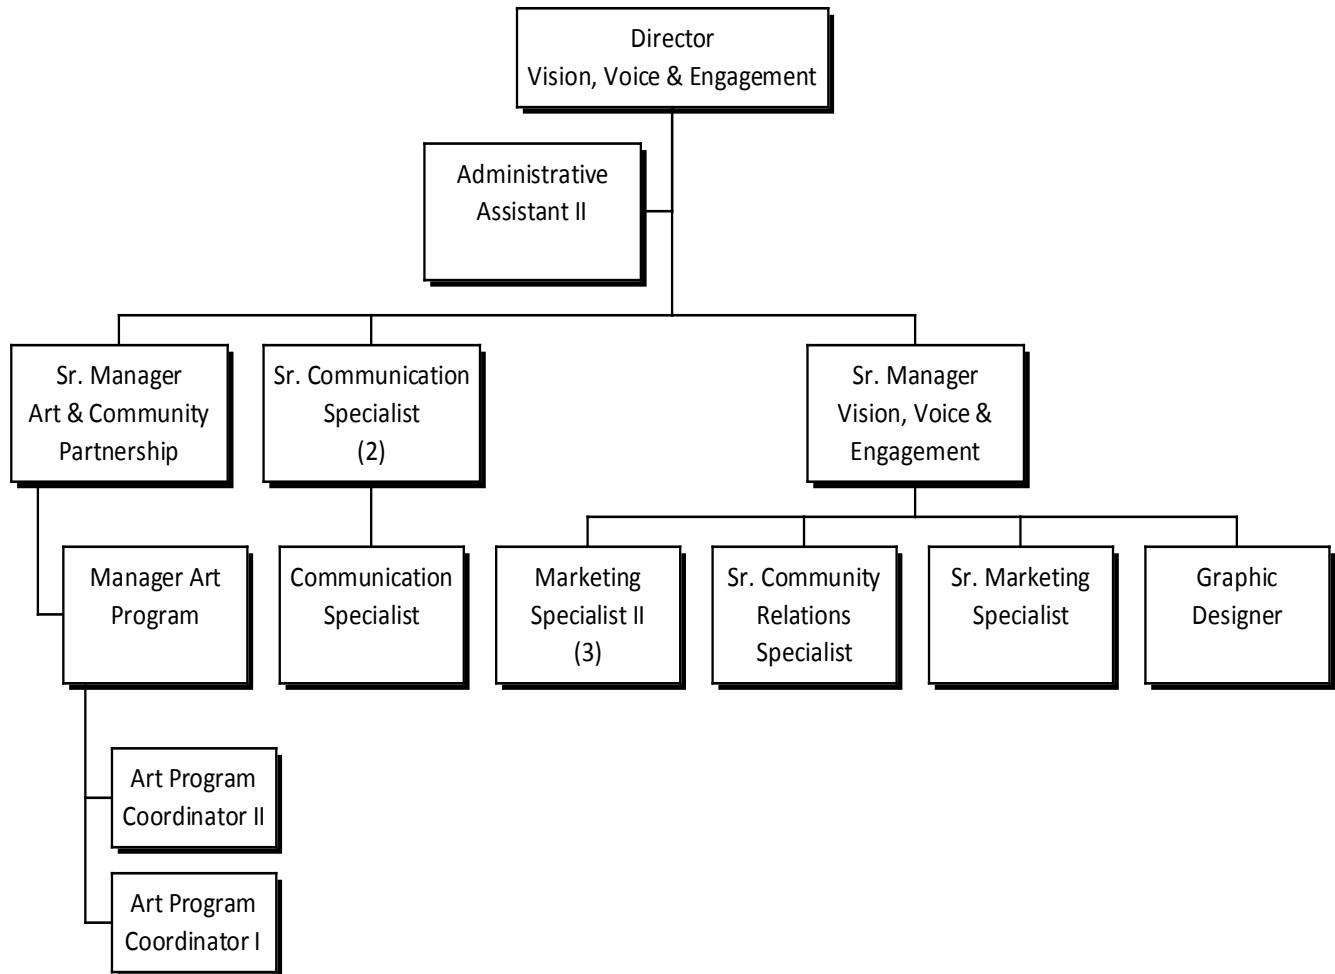 Director
Vision, Voice & Engagement
Administrative
Assistant II
Sr. Manager
Art & Community
Partnership
Sr. Communication
Specialist
(2)
Sr. Manager
Vision, Voice &
Engagement
Manager Art
Program
Communication
Specialist
Marketing
Specialist II
(3)
Sr. Community
Relations
Specialist
Sr. Marketing
Specialist
Graphic
Designer
Art Program
Coordinator II
Art Program
Coordinator I